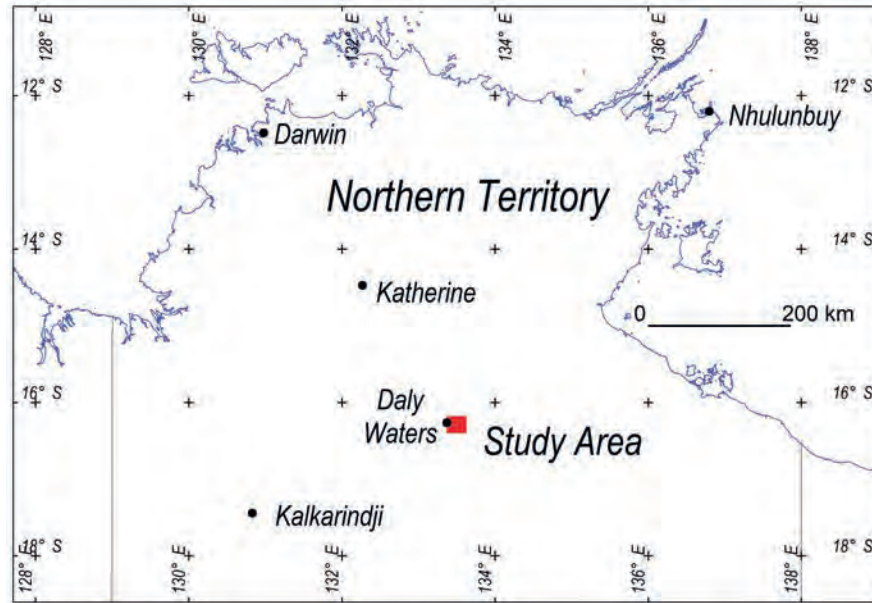 128° E
130° E
132° E
134° E
136° E
138° E
12° S
12° S
Nhulunbuy
Darwin
Northern Territory
14° S
14° S
Katherine
0
200 km
16° S
16° S
Daly
Waters
Study Area
Kalkarindji
18° S
18° S
128° E
130° E
132° E
134° E
136° E
138° E